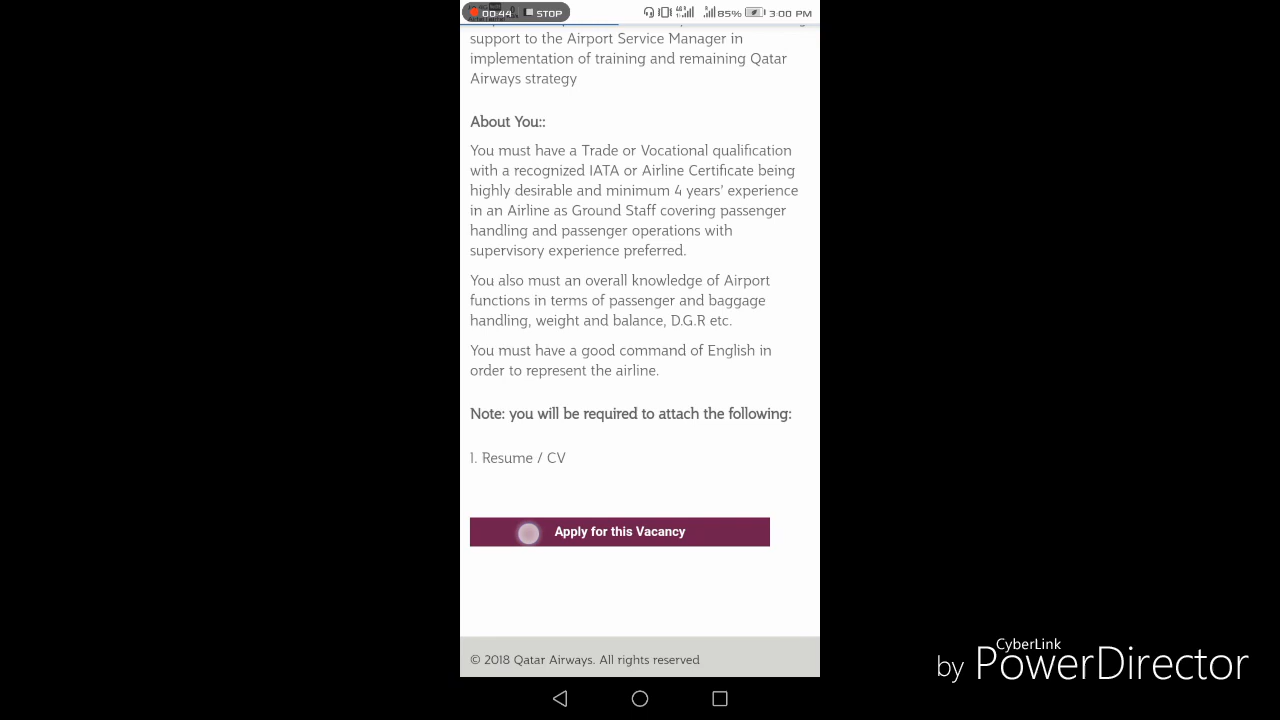 00:44 STOP
85% 3:00 PM
support to the Airport Service Manager in
implementation of training and remaining Qatar
Airways strategy
About You::
You must have a Trade or Vocational qualification
with a recognized IATA or Airline Certificate being
highly desirable and minimum 4 years' experience
in an Airline as Ground Staff covering passenger
handling and passenger operations with
supervisory experience preferred.
You also must an overall knowledge of Airport
functions in terms of passenger and baggage
handling, weight and balance, D.G.R etc.
You must have a good command of English in
order to represent the airline.
Note: you will be required to attach the following:
1. Resume / CV
Apply for this Vacancy
© 2018 Qatar Airways. All rights reserved
CyberLink
by PowerDirector